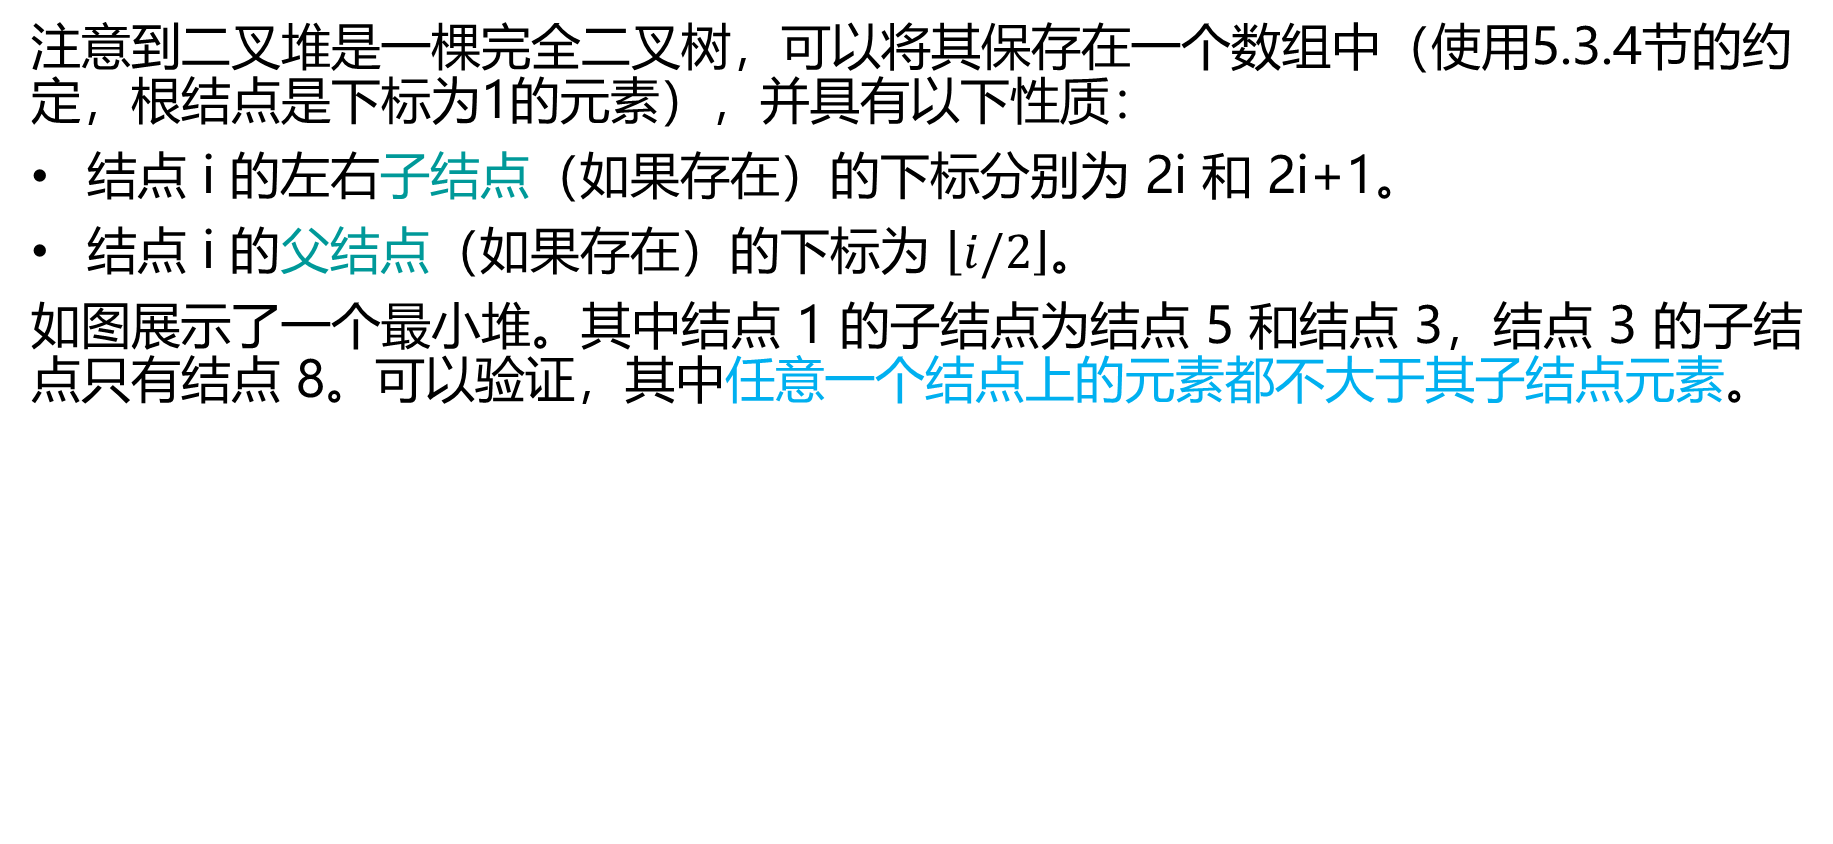 注意到二叉堆是一棵完全二叉树，可以将其保存在一个数组中（使用5.3.4节的约
定，根结点是下标为1的元素），并具有以下性质：
• 结点 i 的左右子结点（如果存在）的下标分别为 2i 和 2i+1。
• 结点 i 的父结点（如果存在）的下标为 ⌊i/2⌋。
如图展示了一个最小堆。其中结点 1 的子结点为结点 5 和结点 3，结点 3 的子结
点只有结点 8。可以验证，其中任意一个结点上的元素都不大于其子结点元素。